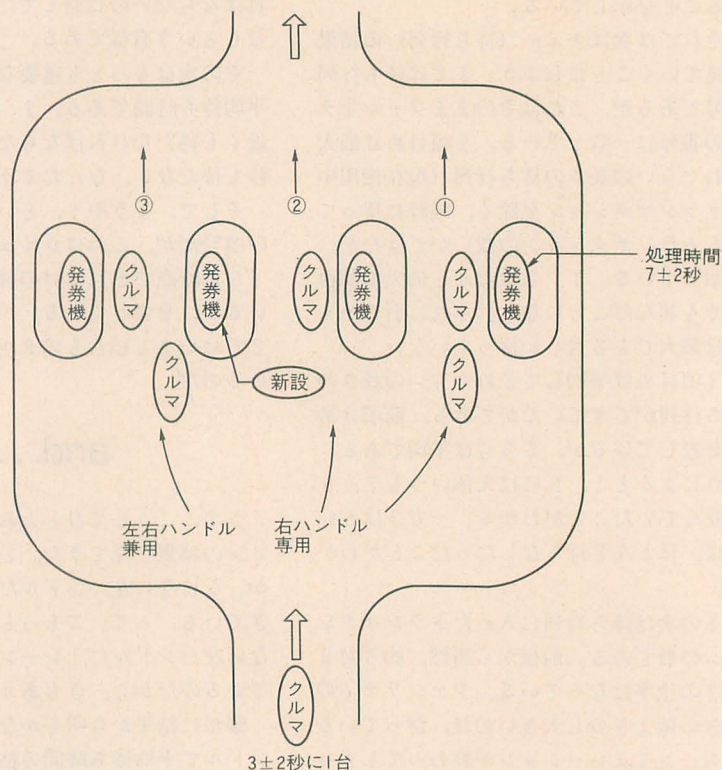 ③
②
①
発券機
クルマ
発券機
クルマ
発券機
クルマ
発券機
処理時間
7±2秒
クルマ
新設
クルマ
左右ハンドル
兼用
右ハンドル
専用
クルマ
3±2秒に1台